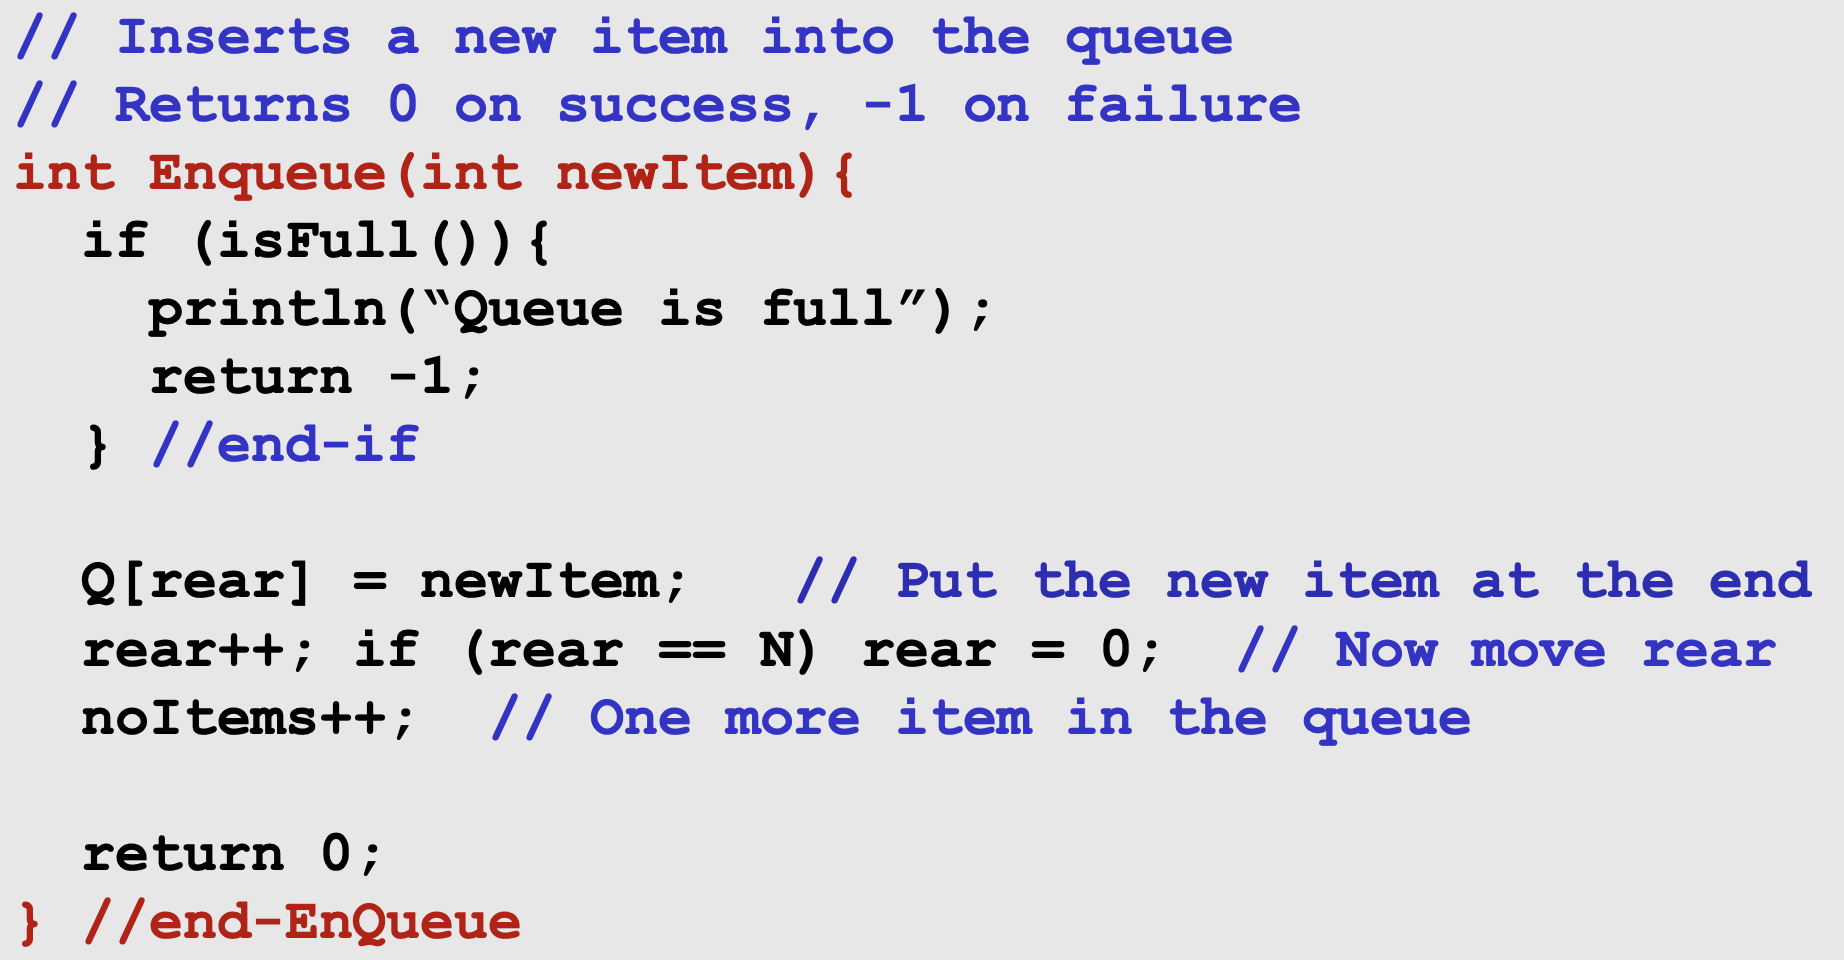 // Inserts a new item into the queue
// Returns 0 on success, -1 on failure
int Enqueue(int newItem){
  if (isFull()){
    println(“Queue is full”);
    return -1;
  } //end-if

  Q[rear] = newItem;   // Put the new item at the end
  rear++; if (rear == N) rear = 0;  // Now move rear
  noItems++;  // One more item in the queue

  return 0;
} //end-EnQueue